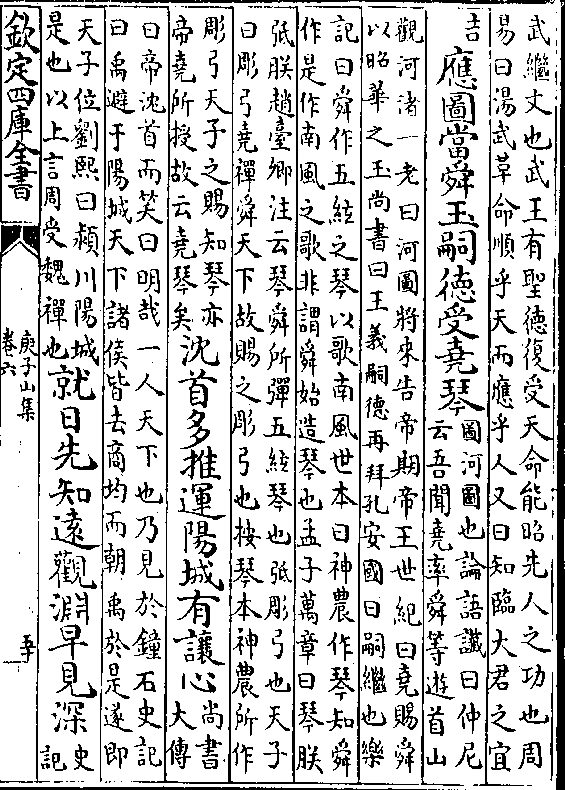 武繼文也武王有聖德復受天命能昭先人之功也周
易曰湯武革命順乎天而應乎人又曰知臨大君之宜
吉
應圖當舜玉嗣德受堯琴
圖河圖也論語讖曰仲尼
云吾聞堯率舜等遊首山
觀河渚一老曰河圖將來告帝期帝王世紀曰堯賜舜
以昭華之玉尚書曰王義嗣德再拜孔安國曰嗣繼也樂
記曰舜作五絃之琴以歌南風世本曰神農作琴知舜
作是作南風之歌非謂舜始造琴也孟子萬章曰琴朕
弤朕趙臺卿注云琴舜所彈五絃琴也弤彫弓也天子
曰彫弓堯禪舜天下故賜之彫弓也按琴本神農所作
彫弓天子之賜知琴亦
帝堯所授故云堯琴矣
沈首多推運陽城有讓心
尚書
大傳
曰帝沈首而笑曰明哉一人天下也乃見於鐘石史記
曰禹避于陽城天下諸侯皆去商均而朝禹於是遂即
天子位劉熙曰潁川陽城
是也以上言周受魏禪也
就日先知遠觀淵早見深
史
記
欽定四庫全書
庾子山集
卷六